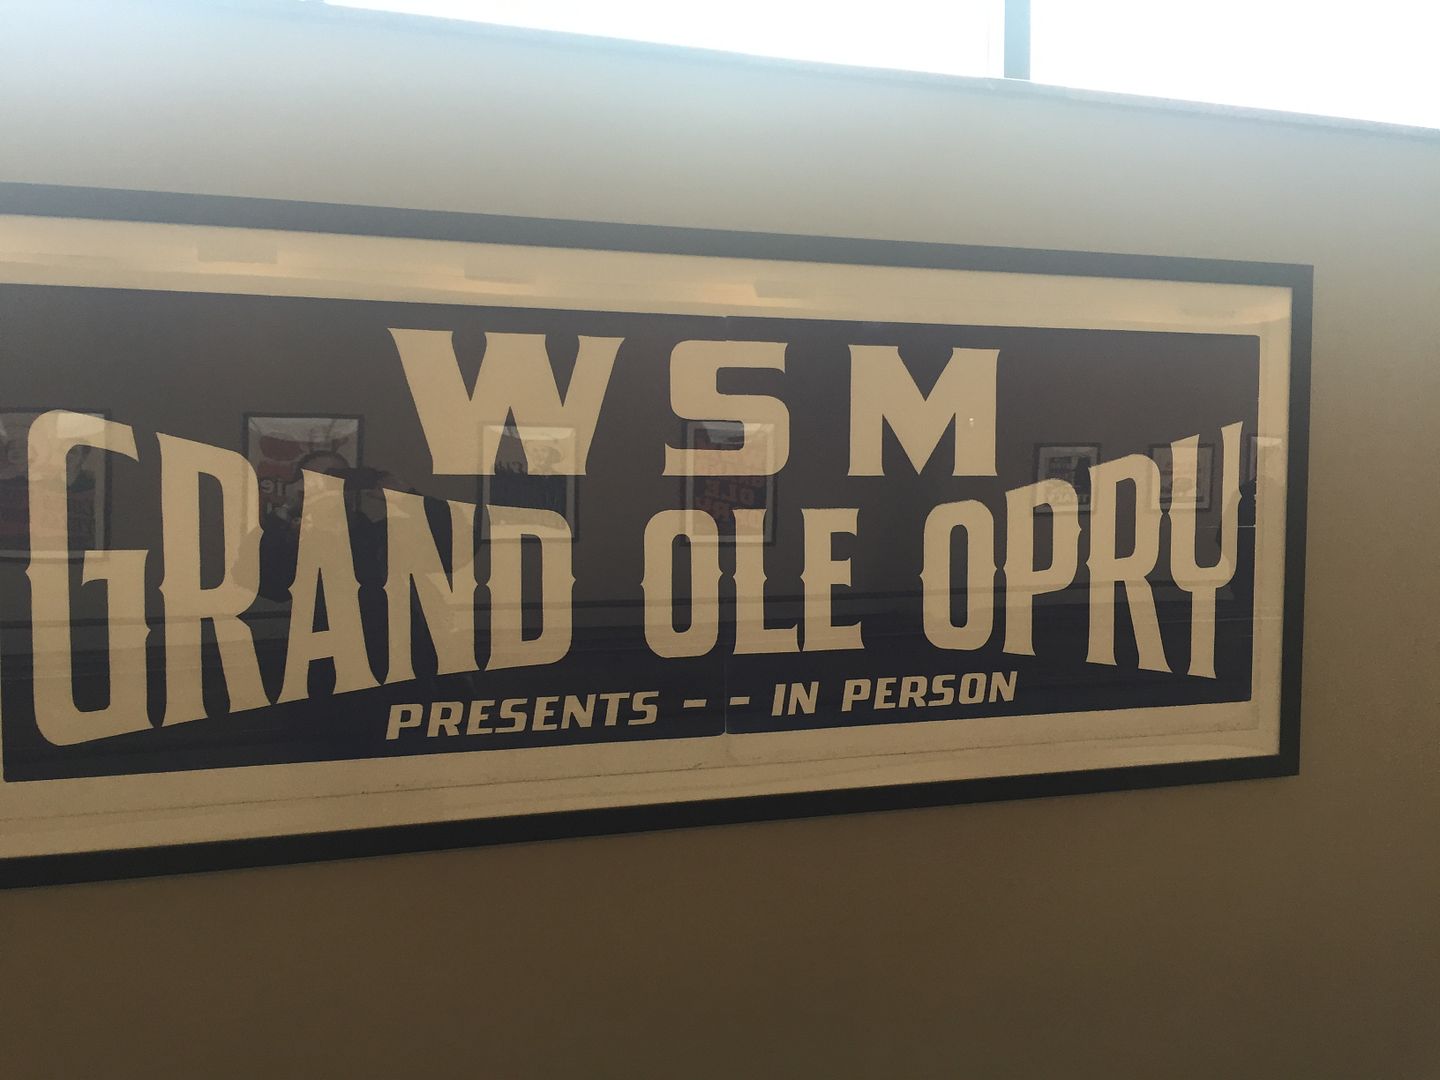 WSM
GRAND OLE OPRY
PRESENTS - - IN PERSON